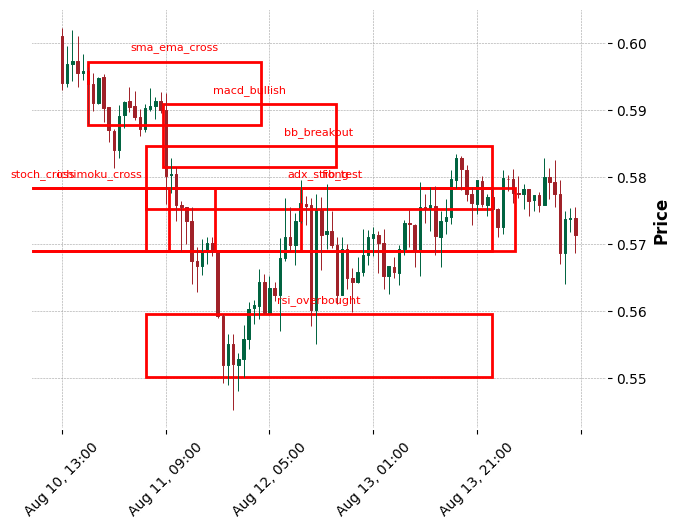 sma_ema_cross
macd_bullish
bb_breakout
stoch_cross
ichimoku_cross
adx_strong
fib_test
rsi_overbought
0.60
0.59
0.58
0.57
0.56
0.55
Price
Aug 10, 13:00
Aug 11, 09:00
Aug 12, 05:00
Aug 13, 01:00
Aug 13, 21:00